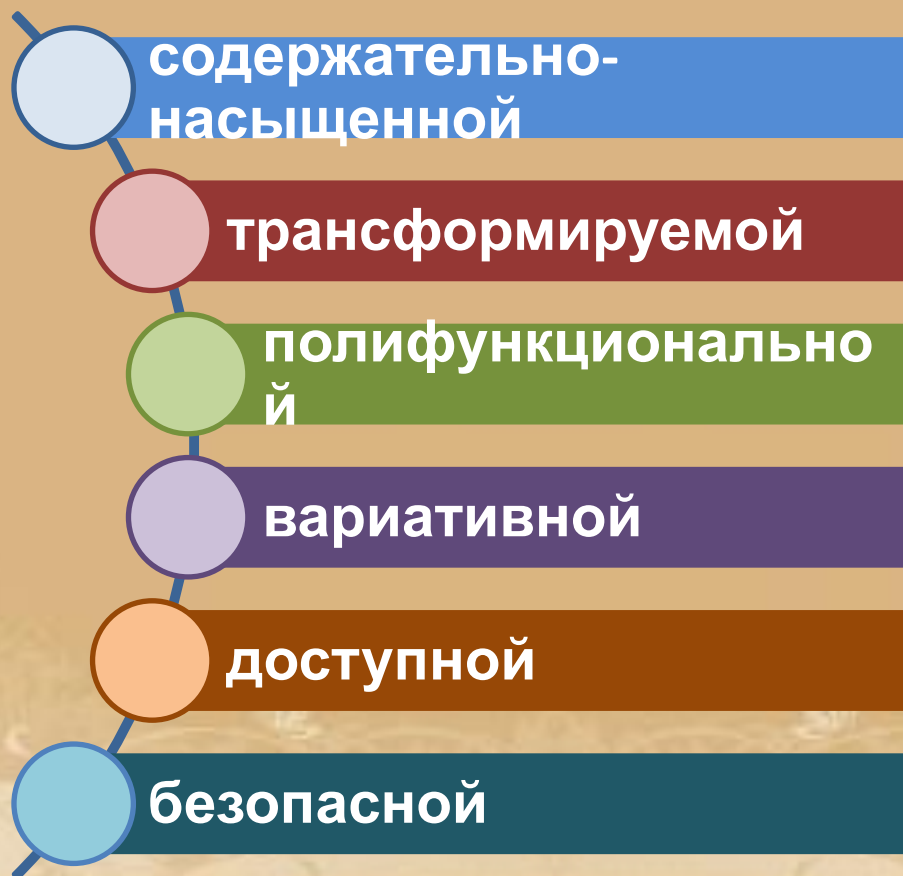 содержательно-
насыщенной
трансформируемой
полифункционально
й
вариативной
доступной
безопасной